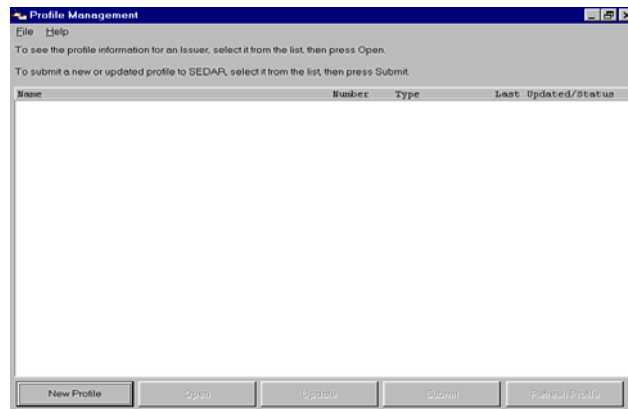 Profile Management
File Help
To see the profile information for an Issuer, select it from the list, then press Open.
To submit a new or updated profile to SEDAR, select it from the list, then press Submit.
Name Number Type Last Updated/Status
New Profile Open Update Submit Refresh Profile